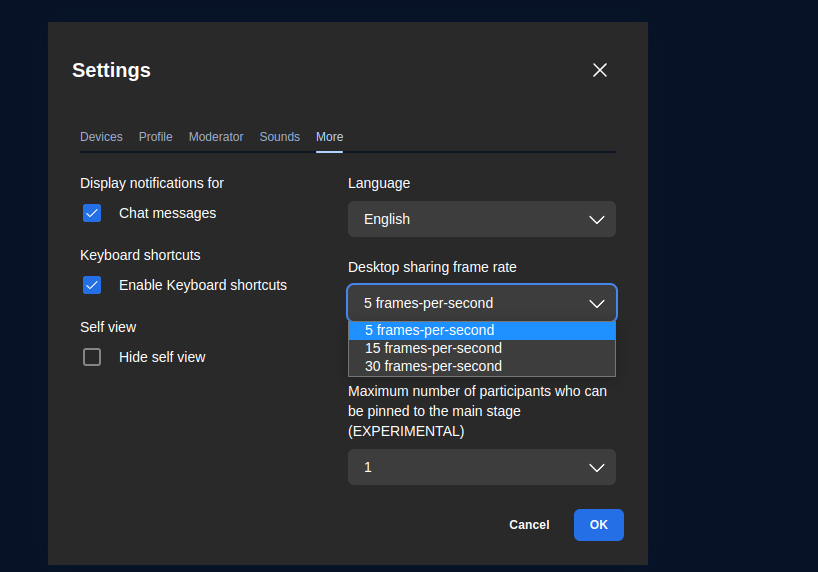 Settings
Devices Profile Moderator Sounds More
Display notifications for
Chat messages
Keyboard shortcuts
Enable Keyboard shortcuts
Self view
Hide self view
Language
English
Desktop sharing frame rate
5 frames-per-second
5 frames-per-second
15 frames-per-second
30 frames-per-second
Maximum number of participants who can
be pinned to the main stage
(EXPERIMENTAL)
1
Cancel OK